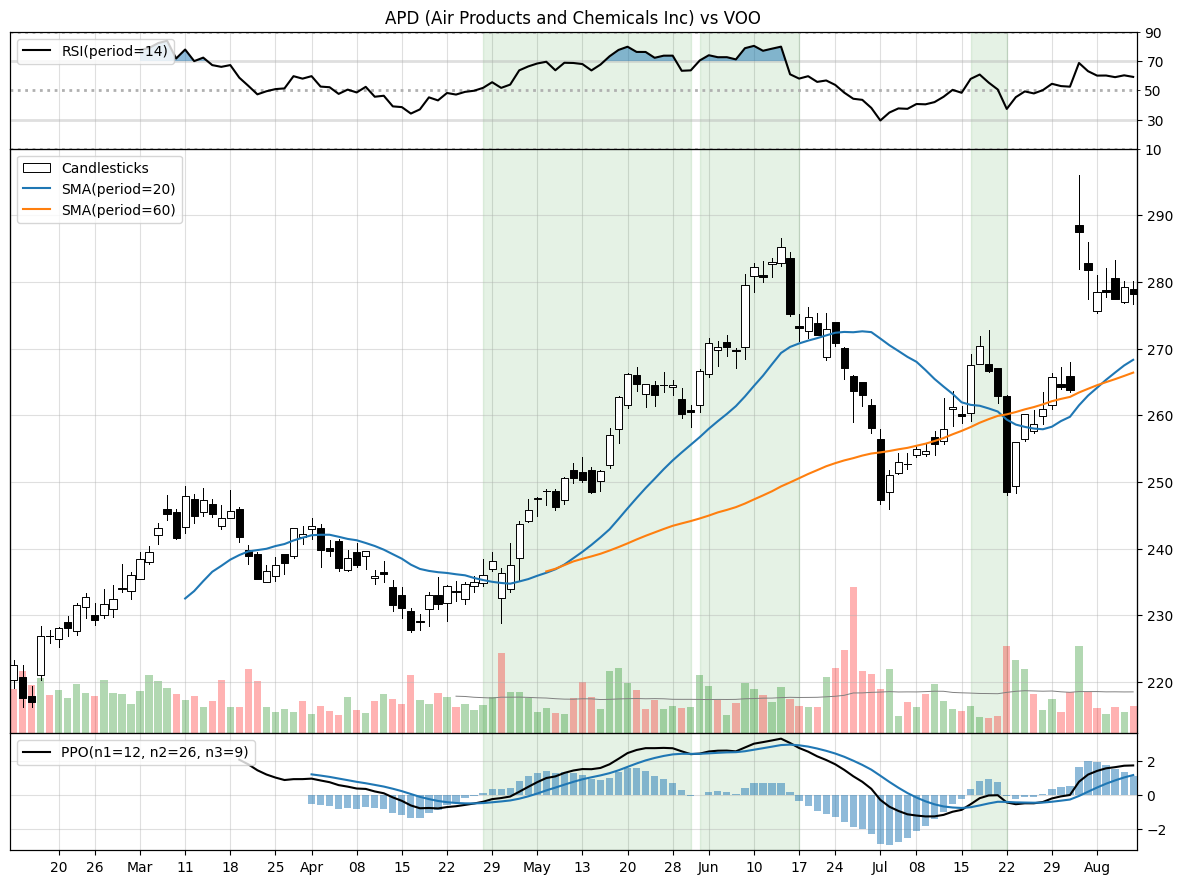 APD (Air Products and Chemicals Inc) vs VOO
RSI(period=14)
90
70
50
30
10
Candlesticks
SMA(period=20)
SMA(period=60)
290
280
270
260
250
240
230
220
PPO(n1=12, n2=26, n3=9)
2
0
−2
20 26 Mar 11 18 Apr 08 15 22 29 May 13 20 28 Jun 10 17 24 Jul 08 15 22 29 Aug